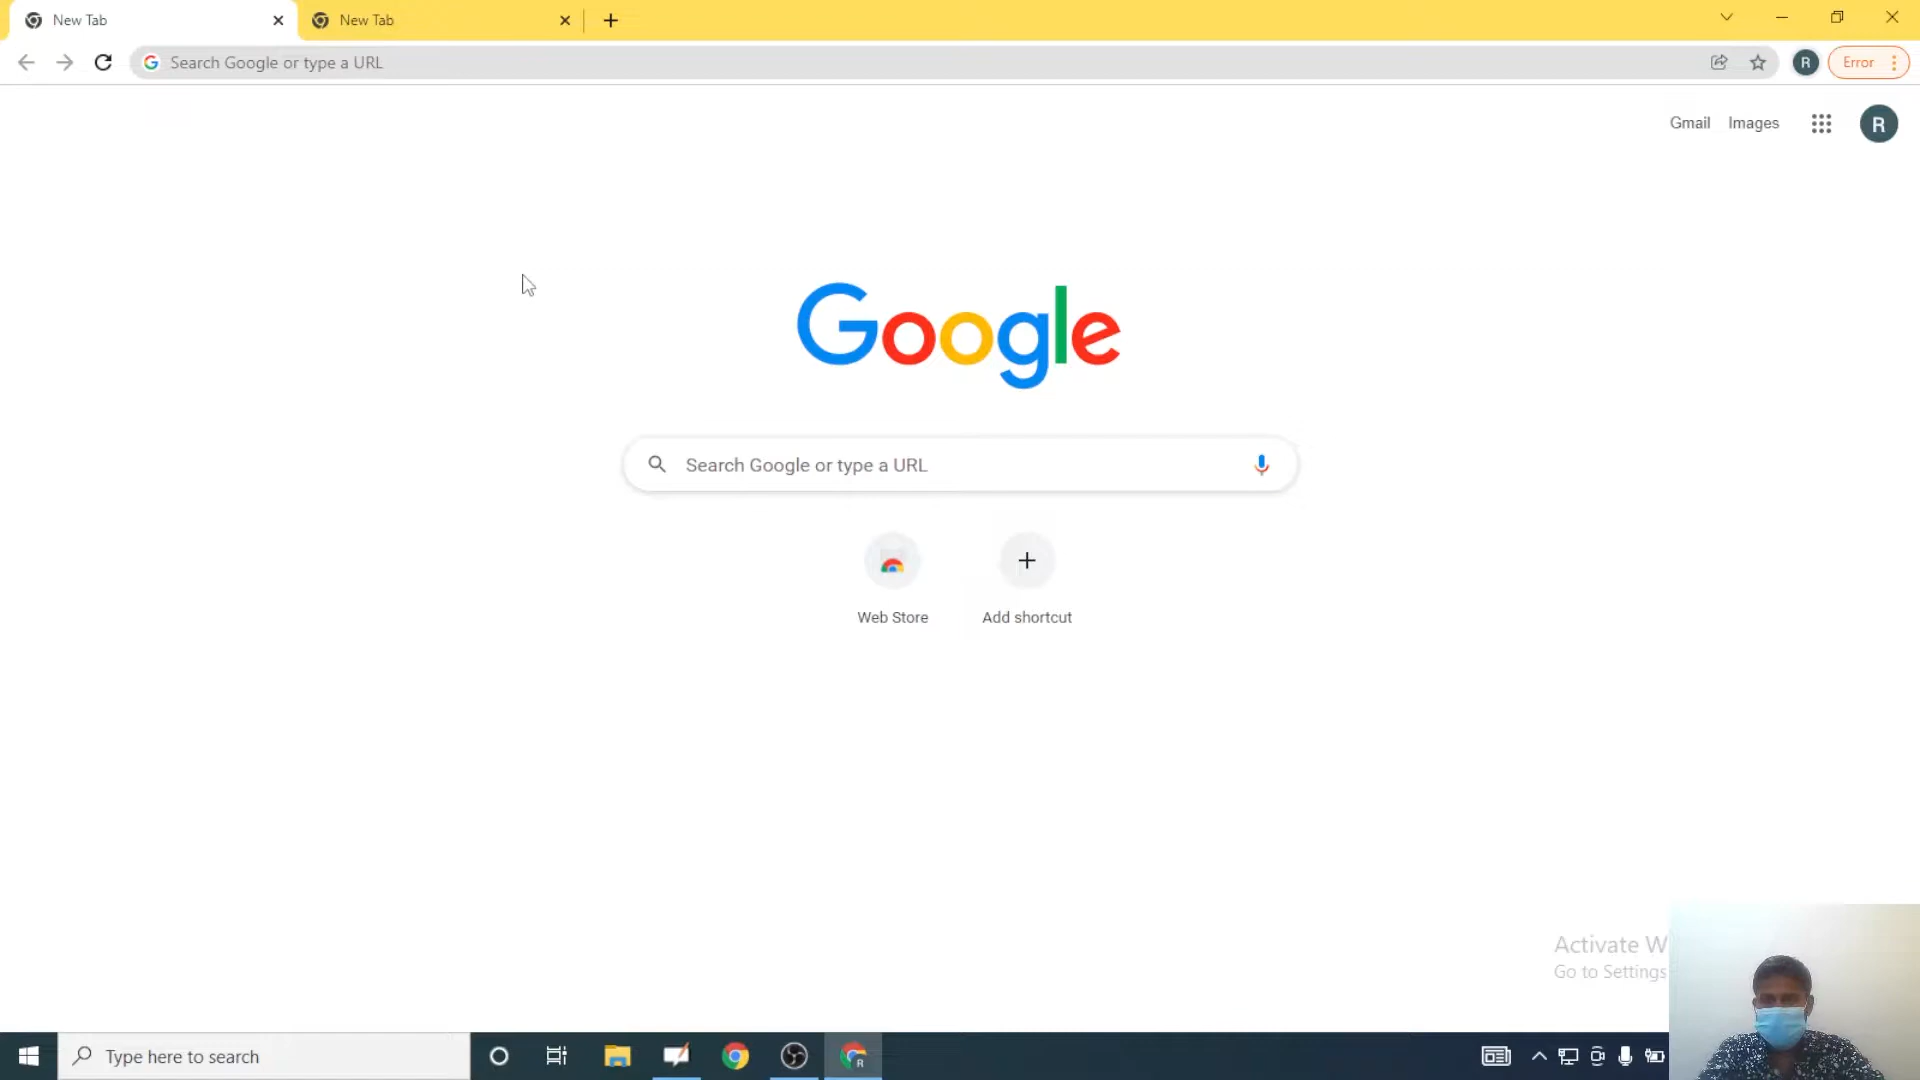 New Tab
New Tab
Search Google or type a URL
R
Error
Gmail
Images
R
Google
Search Google or type a URL
Web Store
Add shortcut
Activate W
Go to Settings
Type here to search
R